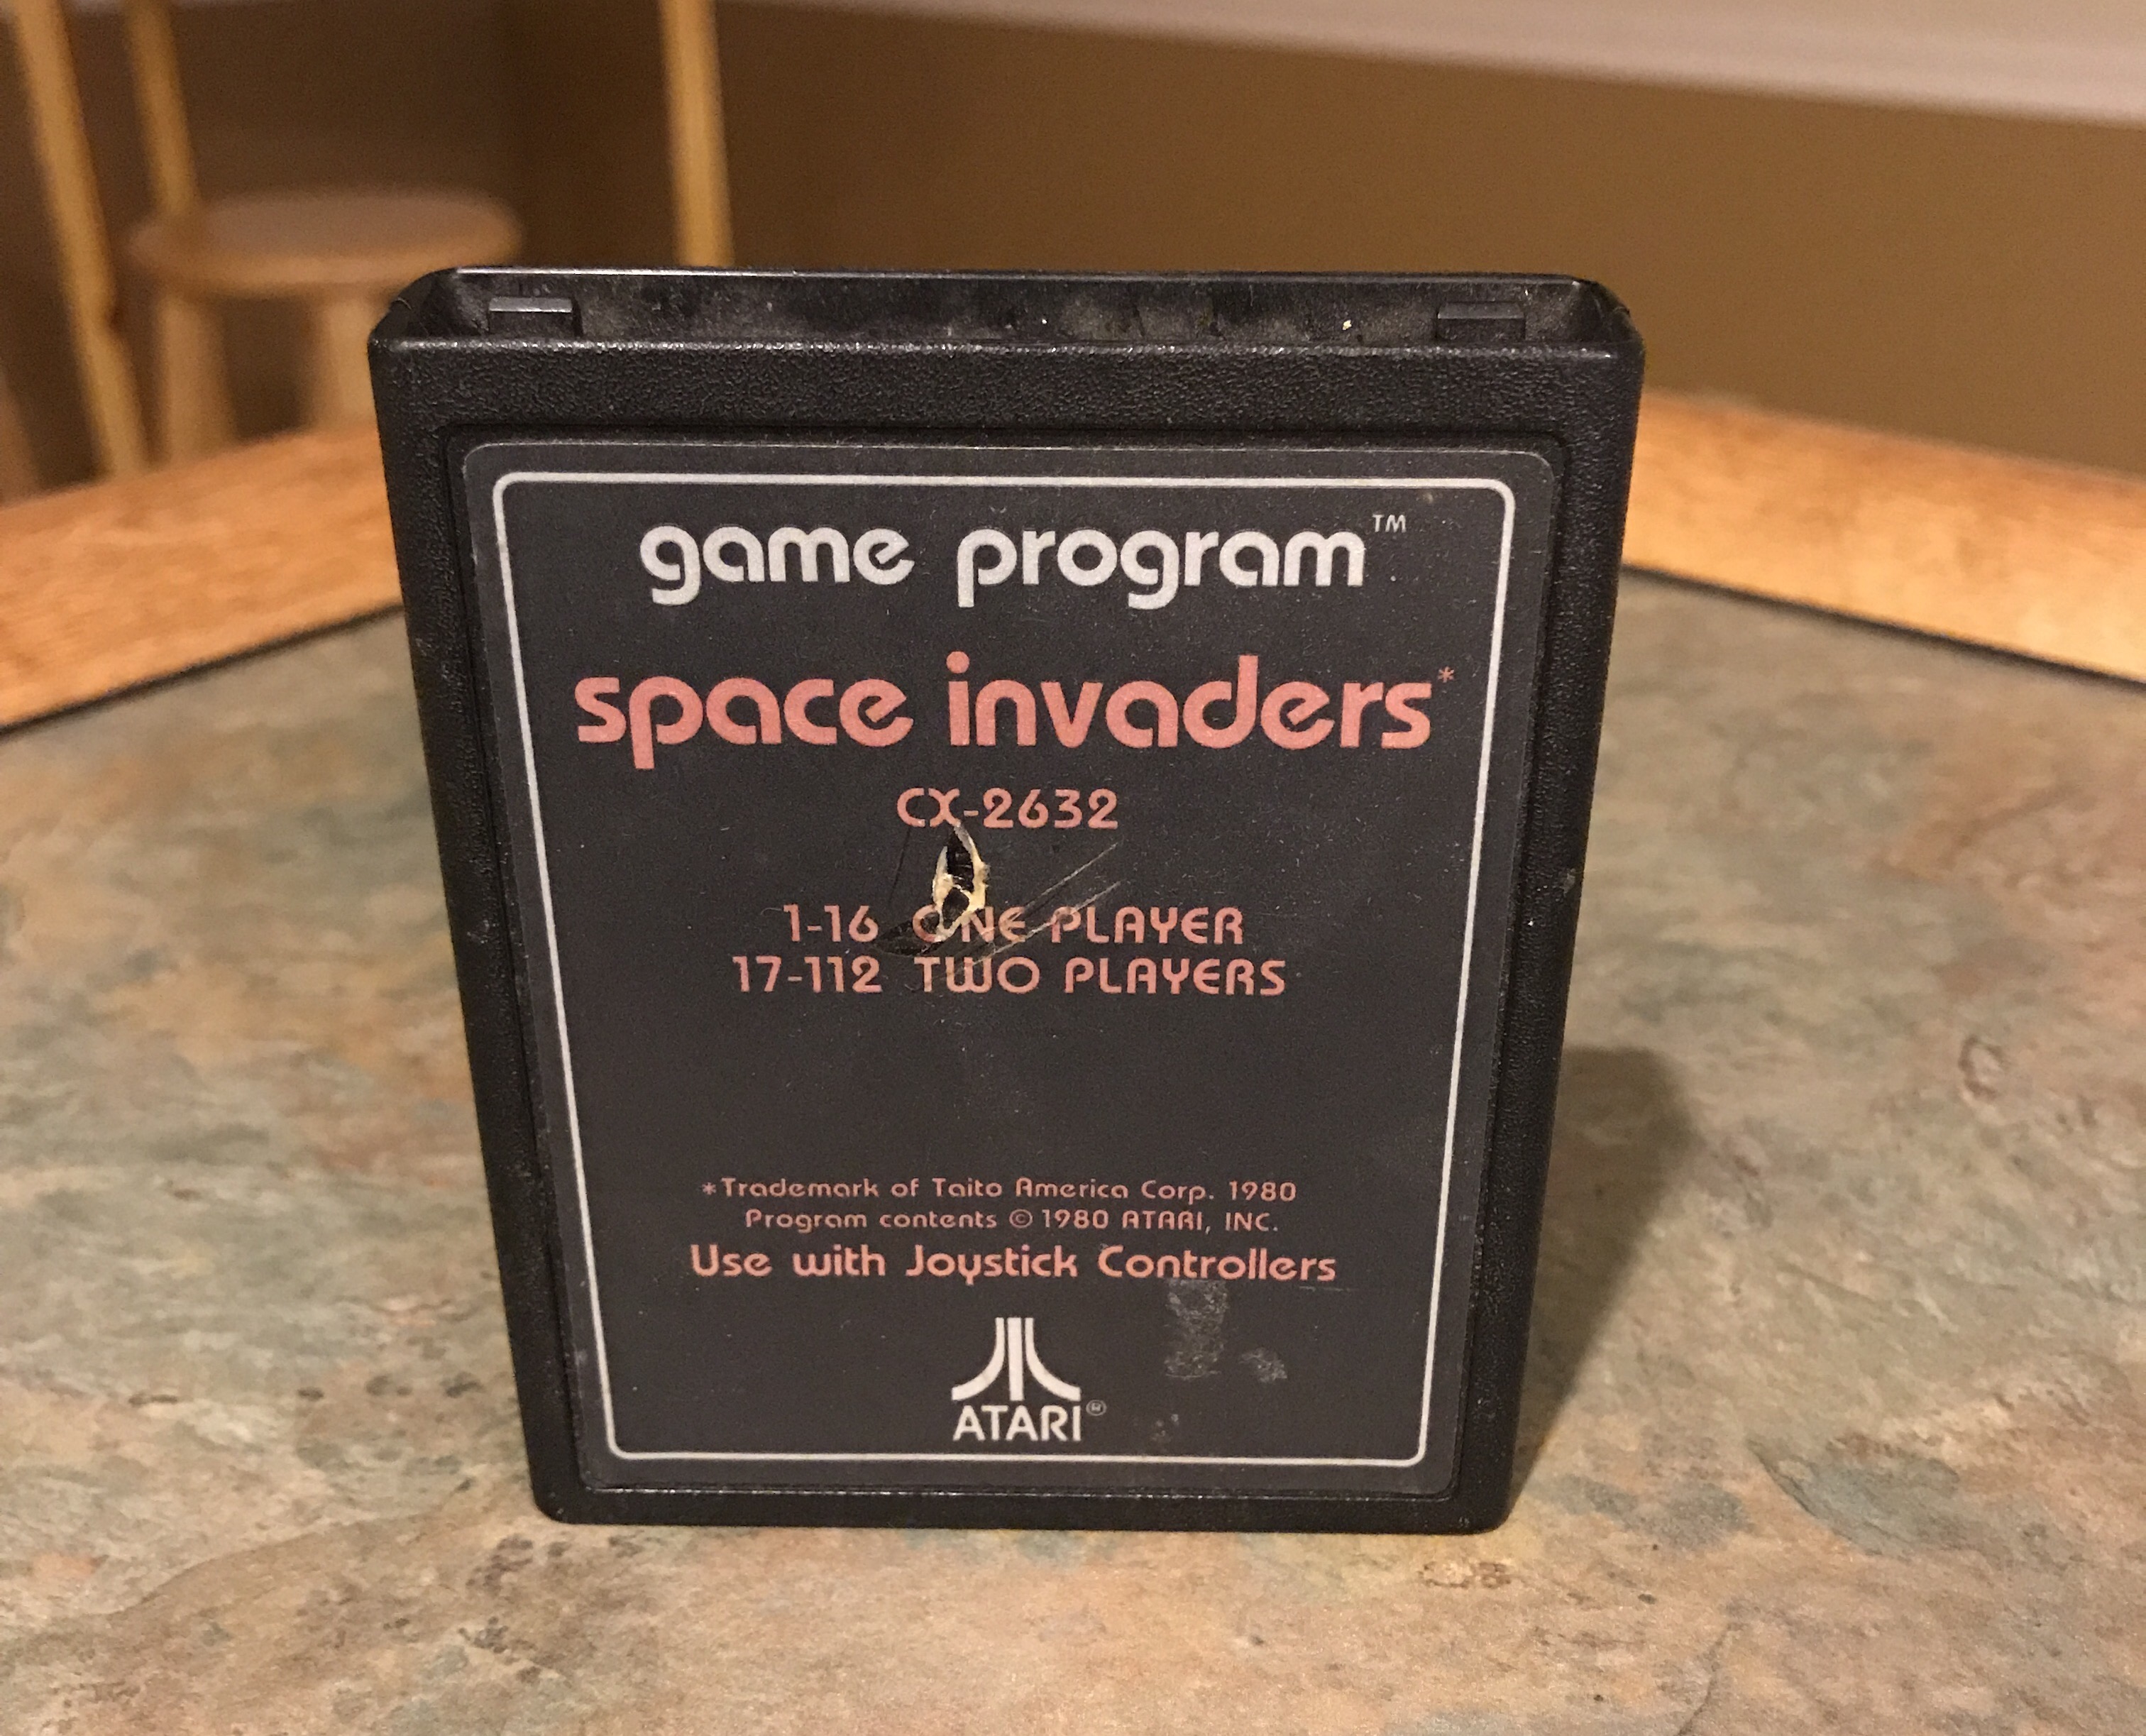 game program™
space invaders*
CX-2632
1-16 ONE PLAYER
17-112 TWO PLAYERS
*Trademark of Taito America Corp. 1980
Program contents © 1980 ATARI, INC.
Use with Joystick Controllers
ATARI®